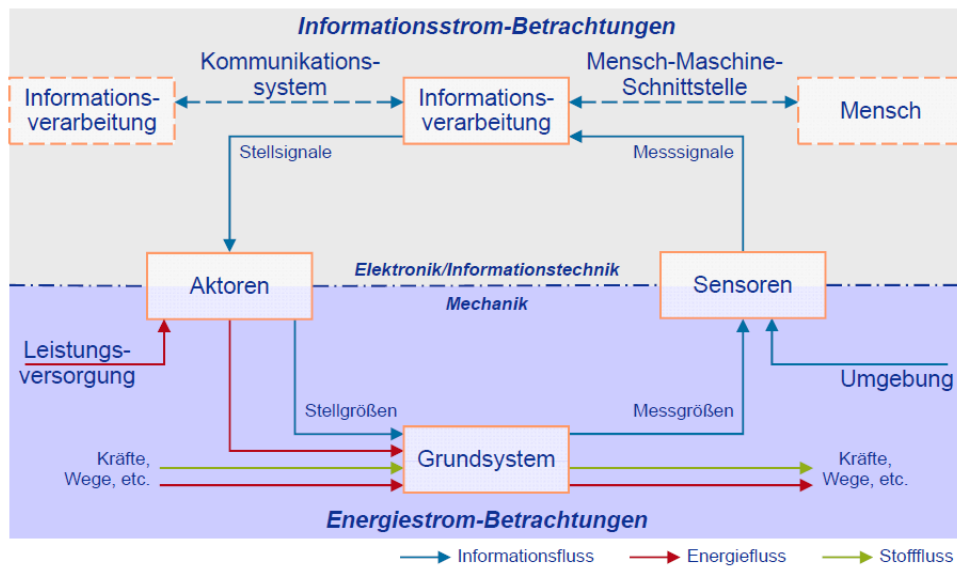 Informationsstrom-Betrachtungen
Informations-
verarbeitung
Kommunikations-
system
Informations-
verarbeitung
Mensch-Maschine-
Schnittstelle
Mensch
Stellsignale
Messsignale
Aktoren
Elektronik/Informationstechnik
Mechanik
Sensoren
Leistungs-
versorgung
Umgebung
Stellgrößen
Messgrößen
Kräfte,
Wege, etc.
Grundsystem
Kräfte,
Wege, etc.
Energiestrom-Betrachtungen
Informationsfluss
Energiefluss
Stofffluss